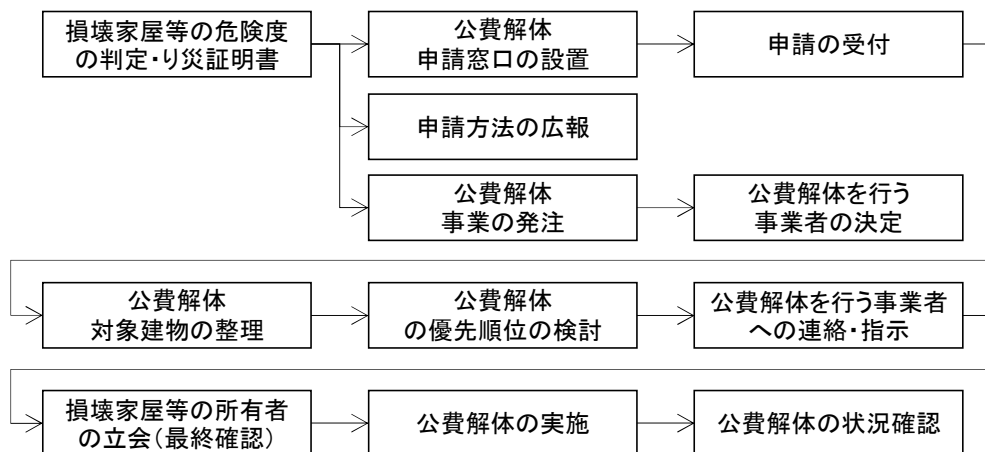 損壊家屋等の危険度
の判定・り災証明書
公費解体
申請窓口の設置
申請の受付
申請方法の広報
公費解体
事業の発注
公費解体を行う
事業者の決定
公費解体
対象建物の整理
公費解体
の優先順位の検討
公費解体を行う事業者
への連絡・指示
損壊家屋等の所有者
の立会（最終確認）
公費解体の実施
公費解体の状況確認